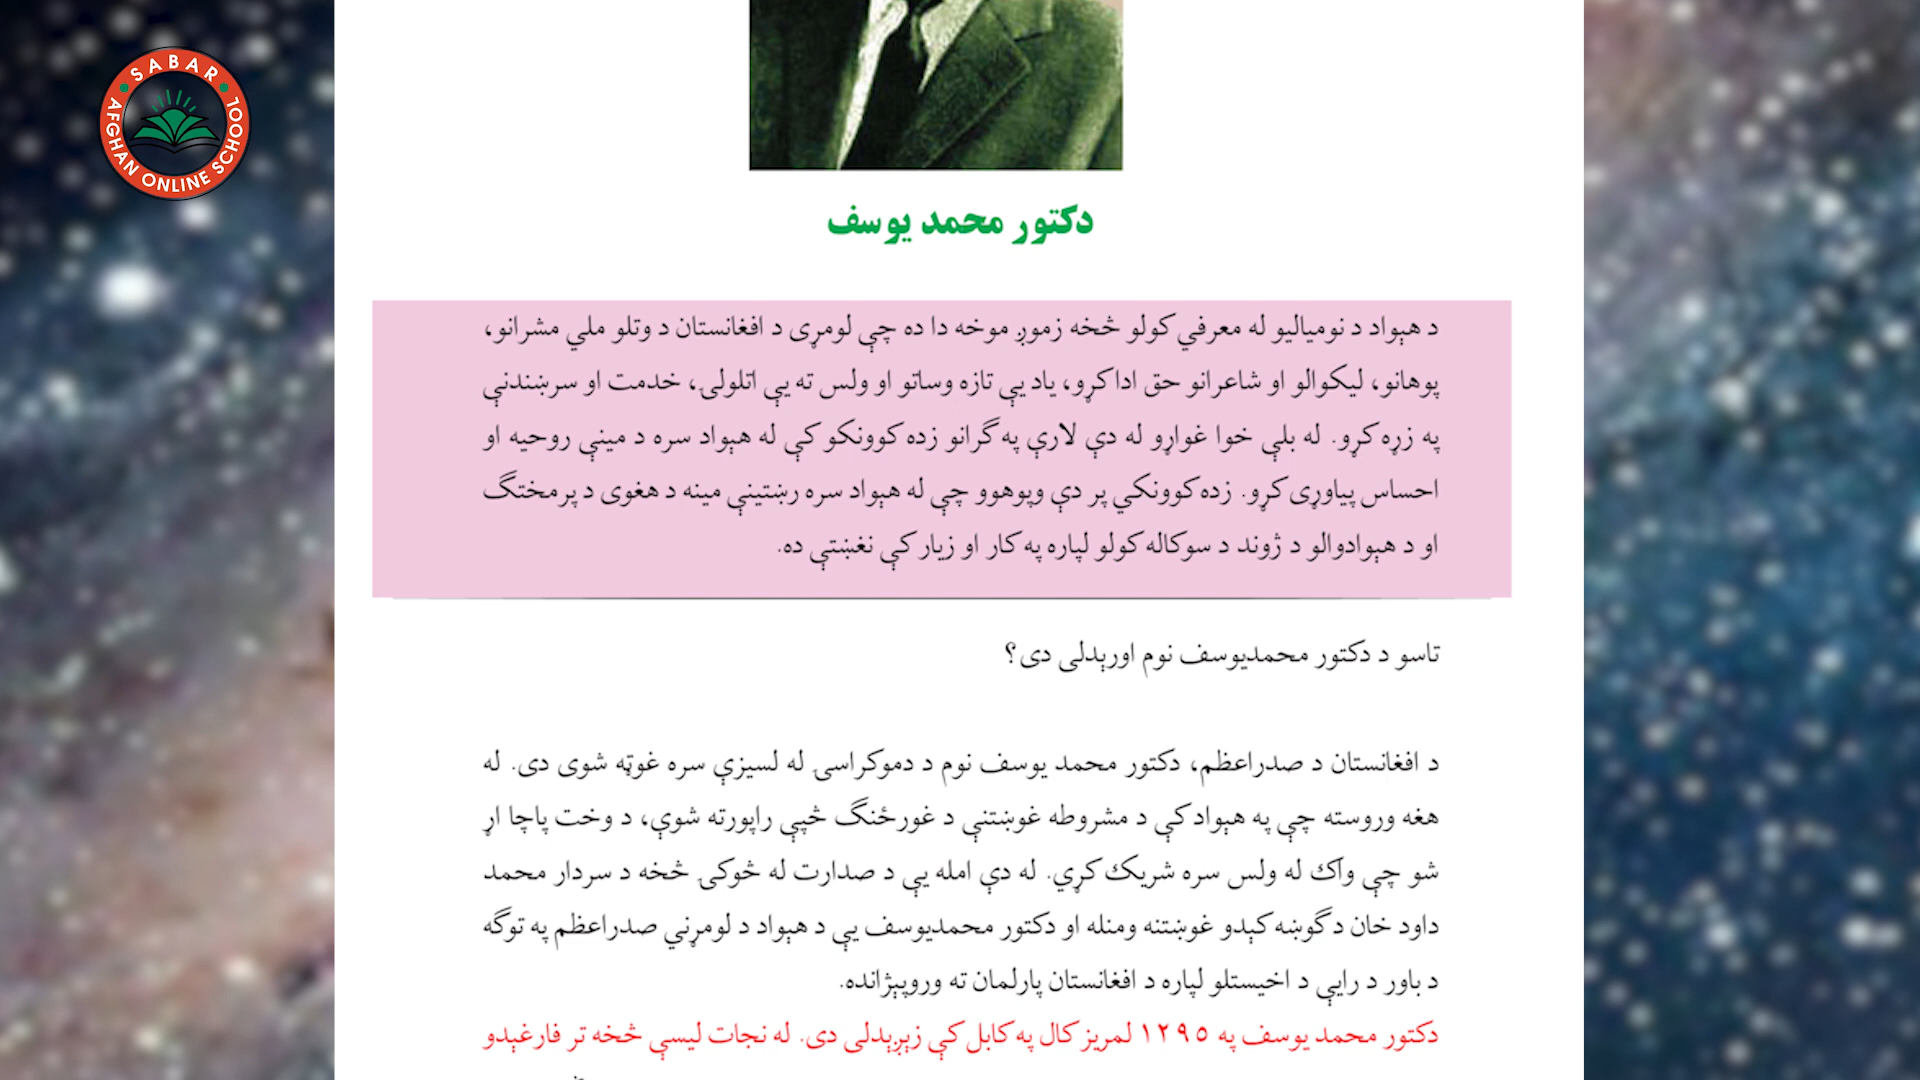 SABAR
AFGHAN ONLINE SCHOOL
دکتور محمد یوسف
د هېواد د نومیالیو له معرفي کولو څخه زموږ موخه دا ده چې لومړی د افغانستان د وتلو ملي مشرانو،
پوهانو، لیکوالو او شاعرانو حق ادا کړو، یاد یې تازه وساتو او ولس ته یې اتلولۍ، خدمت او سرښندنې
په زړه کړو. له بلې خوا غواړو له دې لارې په ګرانو زده کوونکو کې له هېواد سره د مینې روحیه او
احساس پیاوړی کړو. زده کوونکي پر دې وپوهوو چې له هېواد سره رښتینې مینه د هغوی د پرمختګ
او د هېوادوالو د ژوند د سوکاله کولو لپاره په کار او زیار کې نغښتې ده.
تاسو د دکتور محمدیوسف نوم اورېدلی دی؟
د افغانستان د صدراعظم، دکتور محمد یوسف نوم د دموکراسۍ له لسیزې سره غوټه شوی دی. له
هغه وروسته چې په هېواد کې د مشروطه غوښتنې د غورځنګ څپې راپورته شوې، د وخت پاچا اړ
شو چې واک له ولس سره شریک کړي. له دې امله یې د صدارت له څوکۍ څخه د سردار محمد
داود خان د ګوښه کېدو غوښتنه ومنله او دکتور محمدیوسف یې د هېواد د لومړني صدراعظم په توګه
د باور د رایې د اخیستلو لپاره د افغانستان پارلمان ته وروپېژانده.
دکتور محمد یوسف په ۱۲۹۵ لمریز کال په کابل کې زېږېدلی دی. له نجات لیسې څخه تر فارغېدو